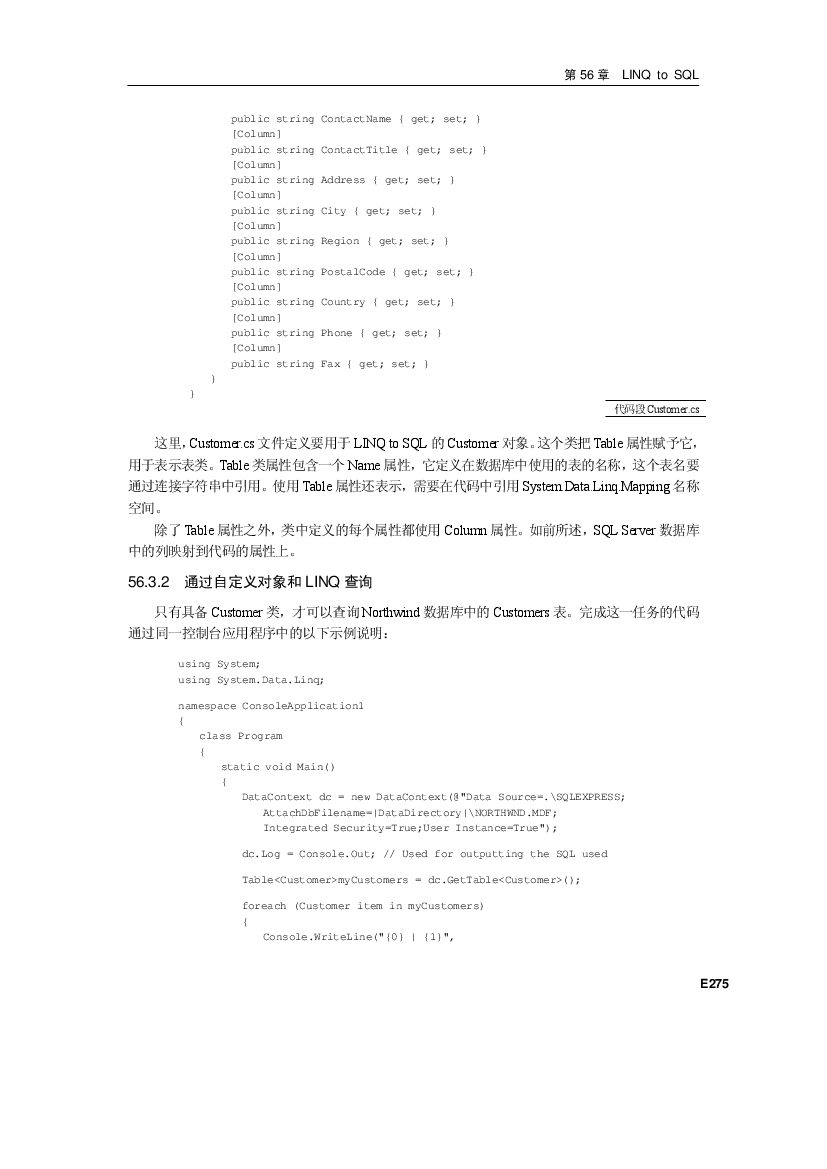 第 56 章 LINQ to SQL
public string ContactName { get; set; }
[Column]
public string ContactTitle { get; set; }
[Column]
public string Address { get; set; }
[Column]
public string City { get; set; }
[Column]
public string Region { get; set; }
[Column]
public string PostalCode { get; set; }
[Column]
public string Country { get; set; }
[Column]
public string Phone { get; set; }
[Column]
public string Fax { get; set; }
}
}
代码段 Customer.cs
这里，Customer.cs 文件定义要用于 LINQ to SQL 的 Customer 对象。这个类把 Table 属性赋予它，
用于表示表类。Table 类属性包含一个 Name 属性，它定义在数据库中使用的表的名称，这个表名要
通过连接字符串中引用。使用 Table 属性还表示，需要在代码中引用 System.Data.Linq.Mapping 名称
空间。
除了 Table 属性之外，类中定义的每个属性都使用 Column 属性。如前所述，SQL Server 数据库
中的列映射到代码的属性上。
56.3.2 通过自定义对象和 LINQ 查询
只有具备 Customer 类，才可以查询 Northwind 数据库中的 Customers 表。完成这一任务的代码
通过同一控制台应用程序中的以下示例说明：
using System;
using System.Data.Linq;
namespace ConsoleApplication1
{
class Program
{
static void Main()
{
DataContext dc = new DataContext(@"Data Source=.\SQLEXPRESS;
AttachDbFilename=|DataDirectory|\NORTHWND.MDF;
Integrated Security=True;User Instance=True");
dc.Log = Console.Out; // Used for outputting the SQL used
Table<Customer>myCustomers = dc.GetTable<Customer>();
foreach (Customer item in myCustomers)
{
Console.WriteLine("{0} | {1}",
E275